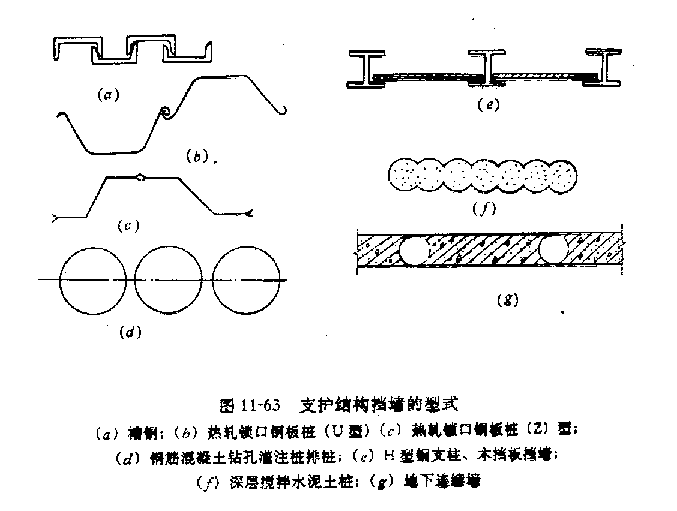 (a)
(b).
(c)
(d)
(e)
(f)
(g)
图 11-63 支护结构挡墙的型式
(a) 槽钢; (b) 热轧锁口钢板桩 (U 型) (c) 热轧锁口钢板桩 (Z) 型;
(d) 钢筋混凝土钻孔灌注桩排桩; (e) H 型钢支柱、木挡板挡墙;
(f) 深层搅拌水泥土桩; (g) 地下连续墙